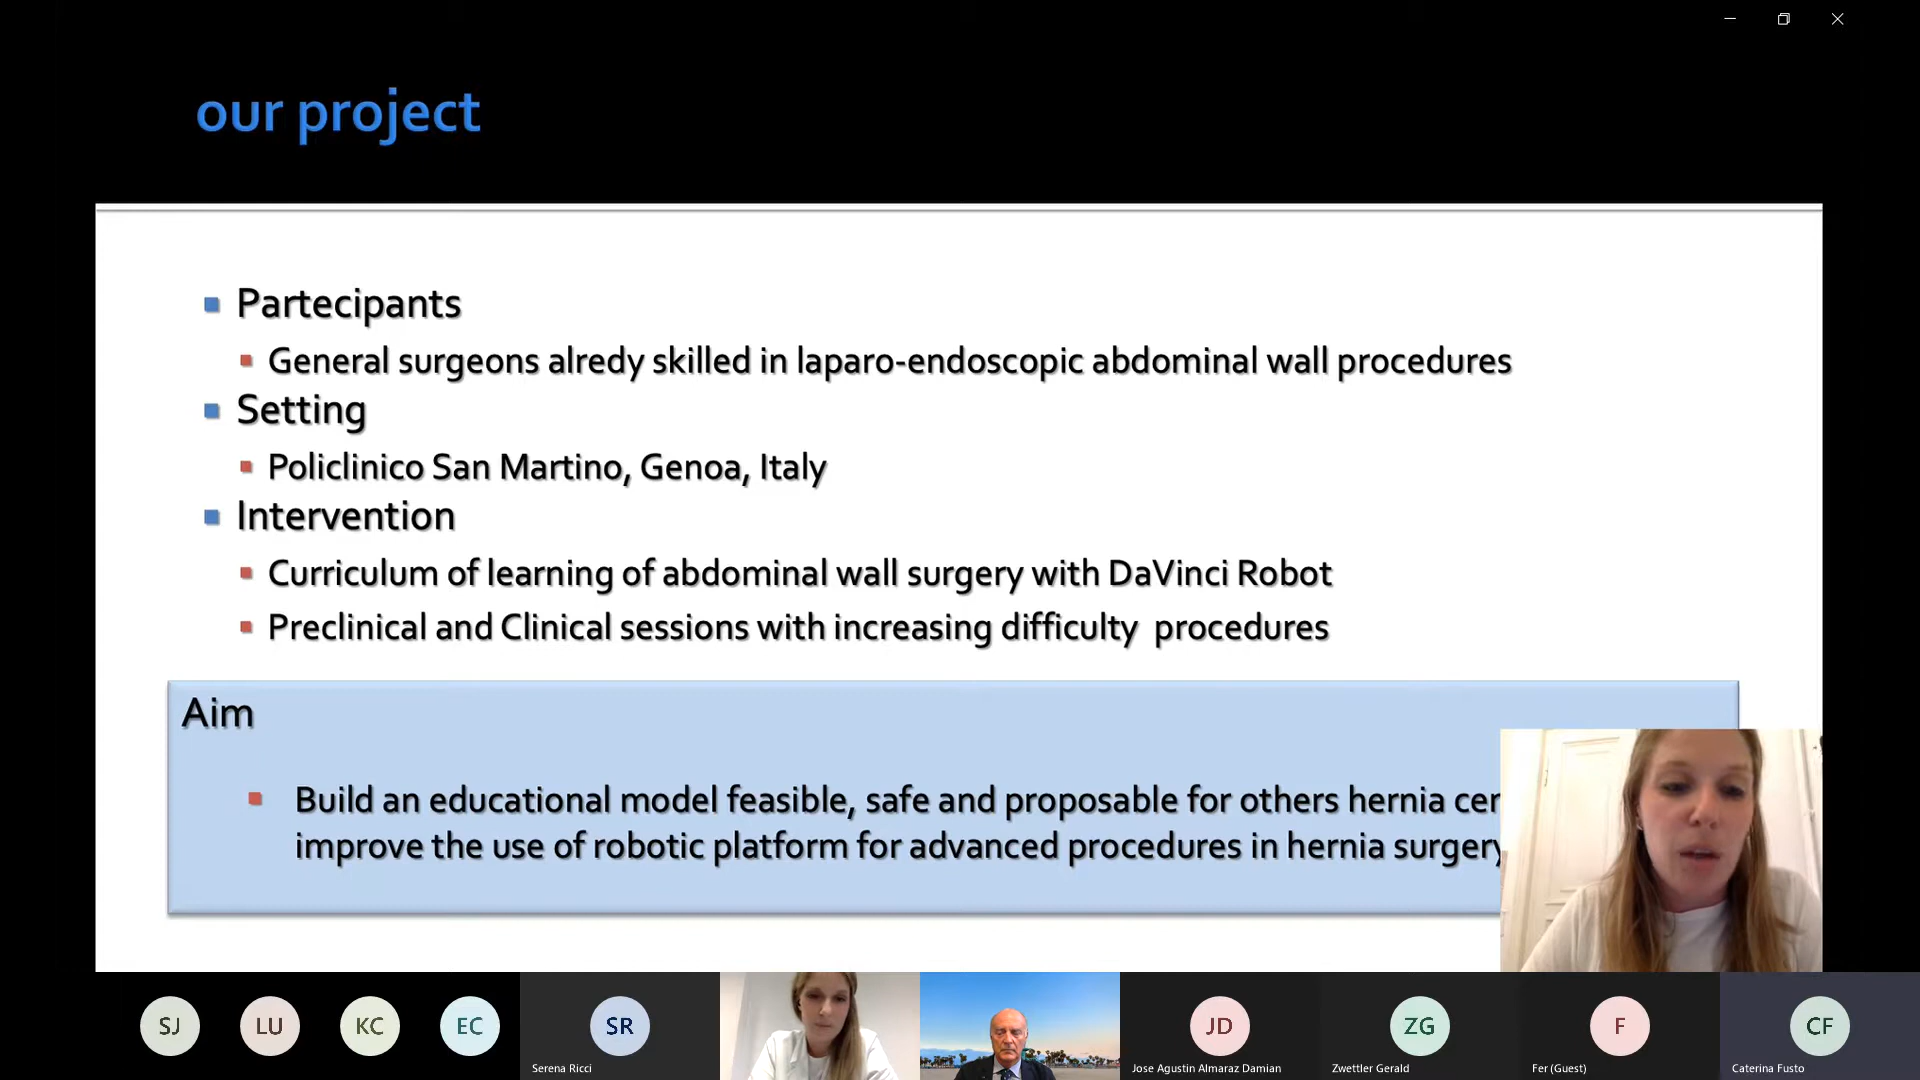 our project
Partecipants
General surgeons alredy skilled in laparo-endoscopic abdominal wall procedures
Setting
Policlinico San Martino, Genoa, Italy
Intervention
Curriculum of learning of abdominal wall surgery with DaVinci Robot
Preclinical and Clinical sessions with increasing difficulty procedures
Aim
Build an educational model feasible, safe and proposable for others hernia
improve the use of robotic platform for advanced procedures in hernia surgery
SJ
LU
KC
EC
SR
JD
ZG
F
CF
Serena Ricci
Jose Agustin Almaraz Damian
Zwettler Gerald
Fer (Guest)
Caterina Fusto